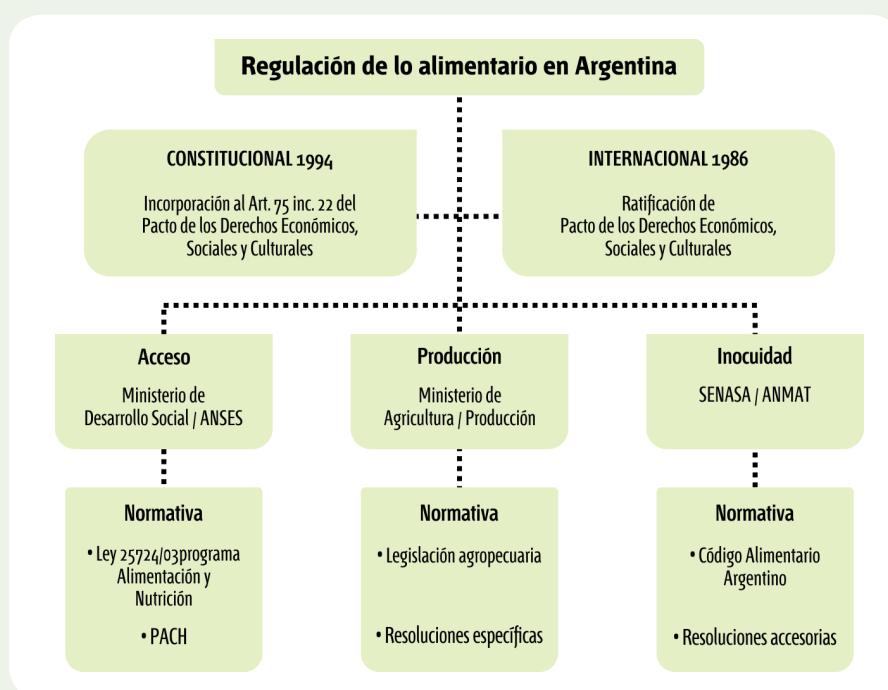 Regulación de lo alimentario en Argentina
CONSTITUCIONAL 1994
Incorporación al Art. 75 inc. 22 del
Pacto de los Derechos Económicos,
Sociales y Culturales
INTERNACIONAL 1986
Ratificación de
Pacto de los Derechos Económicos,
Sociales y Culturales
Acceso
Ministerio de
Desarrollo Social / ANSES
Producción
Ministerio de
Agricultura / Producción
Inocuidad
SENASA / ANMAT
Normativa
• Ley 25724/03programa
Alimentación y
Nutrición
• PACH
Normativa
• Legislación agropecuaria
• Resoluciones específicas
Normativa
• Código Alimentario
Argentino
• Resoluciones accesorias